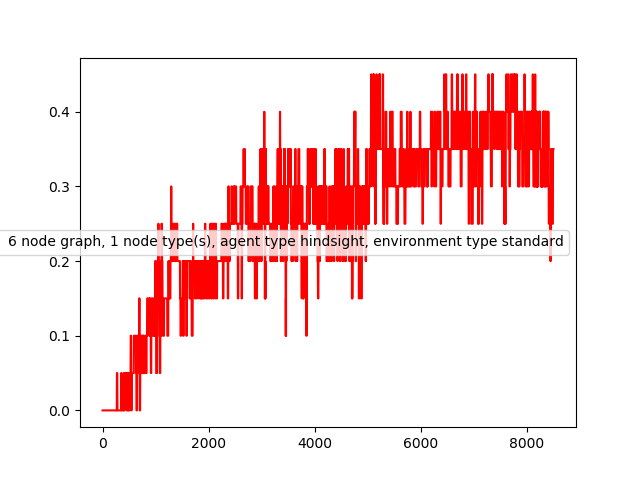 0.4
0.3
6 node graph, 1 node type(s), agent type hindsight, environment type standard
0.2
0.1
0.0
0 2000 4000 6000 8000